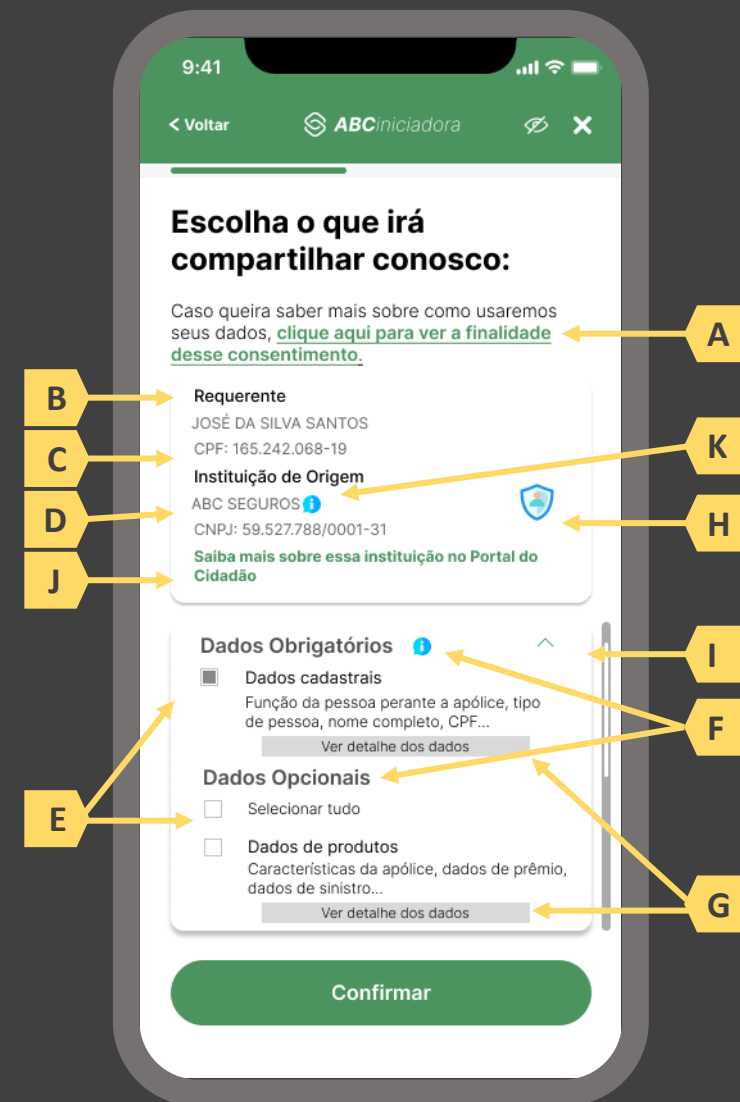 9:41
< Voltar
ABCiniciadora
Escolha o que irá
compartilhar conosco:
Caso queira saber mais sobre como usaremos
seus dados, clique aqui para ver a finalidade
desse consentimento.
A
B
Requerente
JOSÉ DA SILVA SANTOS
C
CPF: 165.242.068-19
K
Instituição de Origem
D
ABC SEGUROS
H
CNPJ: 59.527.788/0001-31
J
Saiba mais sobre essa instituição no Portal do
Cidadão
Dados Obrigatórios
I
Dados cadastrais
Função da pessoa perante a apólice, tipo
de pessoa, nome completo, CPF...
F
Ver detalhe dos dados
Dados Opcionais
E
Selecionar tudo
Dados de produtos
Características da apólice, dados de prêmio,
dados de sinistro...
G
Ver detalhe dos dados
Confirmar